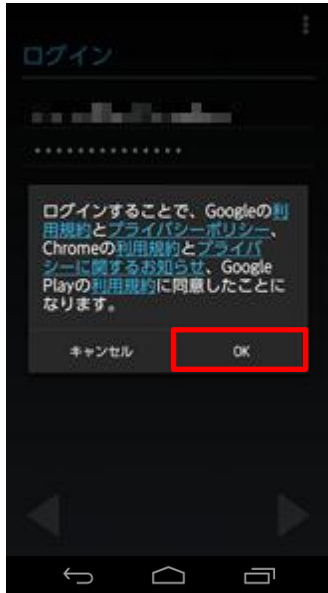 ログイン
ログインすることで、Googleの利
用規約とプライバシーポリシー、
Chromeの利用規約とプライバ
シーに関するお知らせ、Google
Playの利用規約に同意したことに
なります。
キャンセル
OK